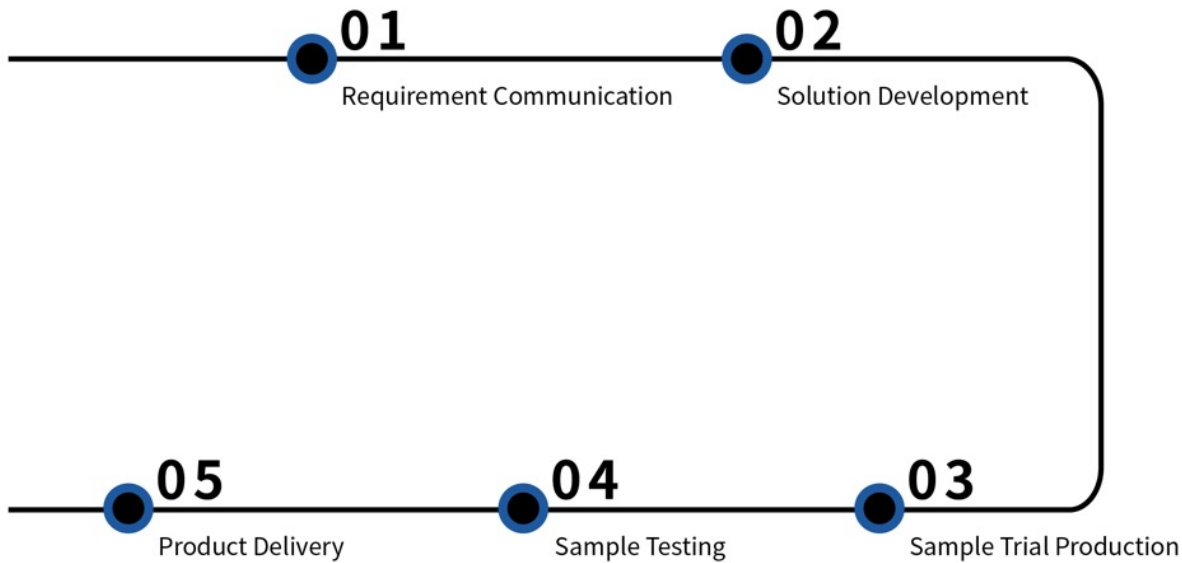 01
Requirement Communication
02
Solution Development
03
Sample Trial Production
04
Sample Testing
05
Product Delivery